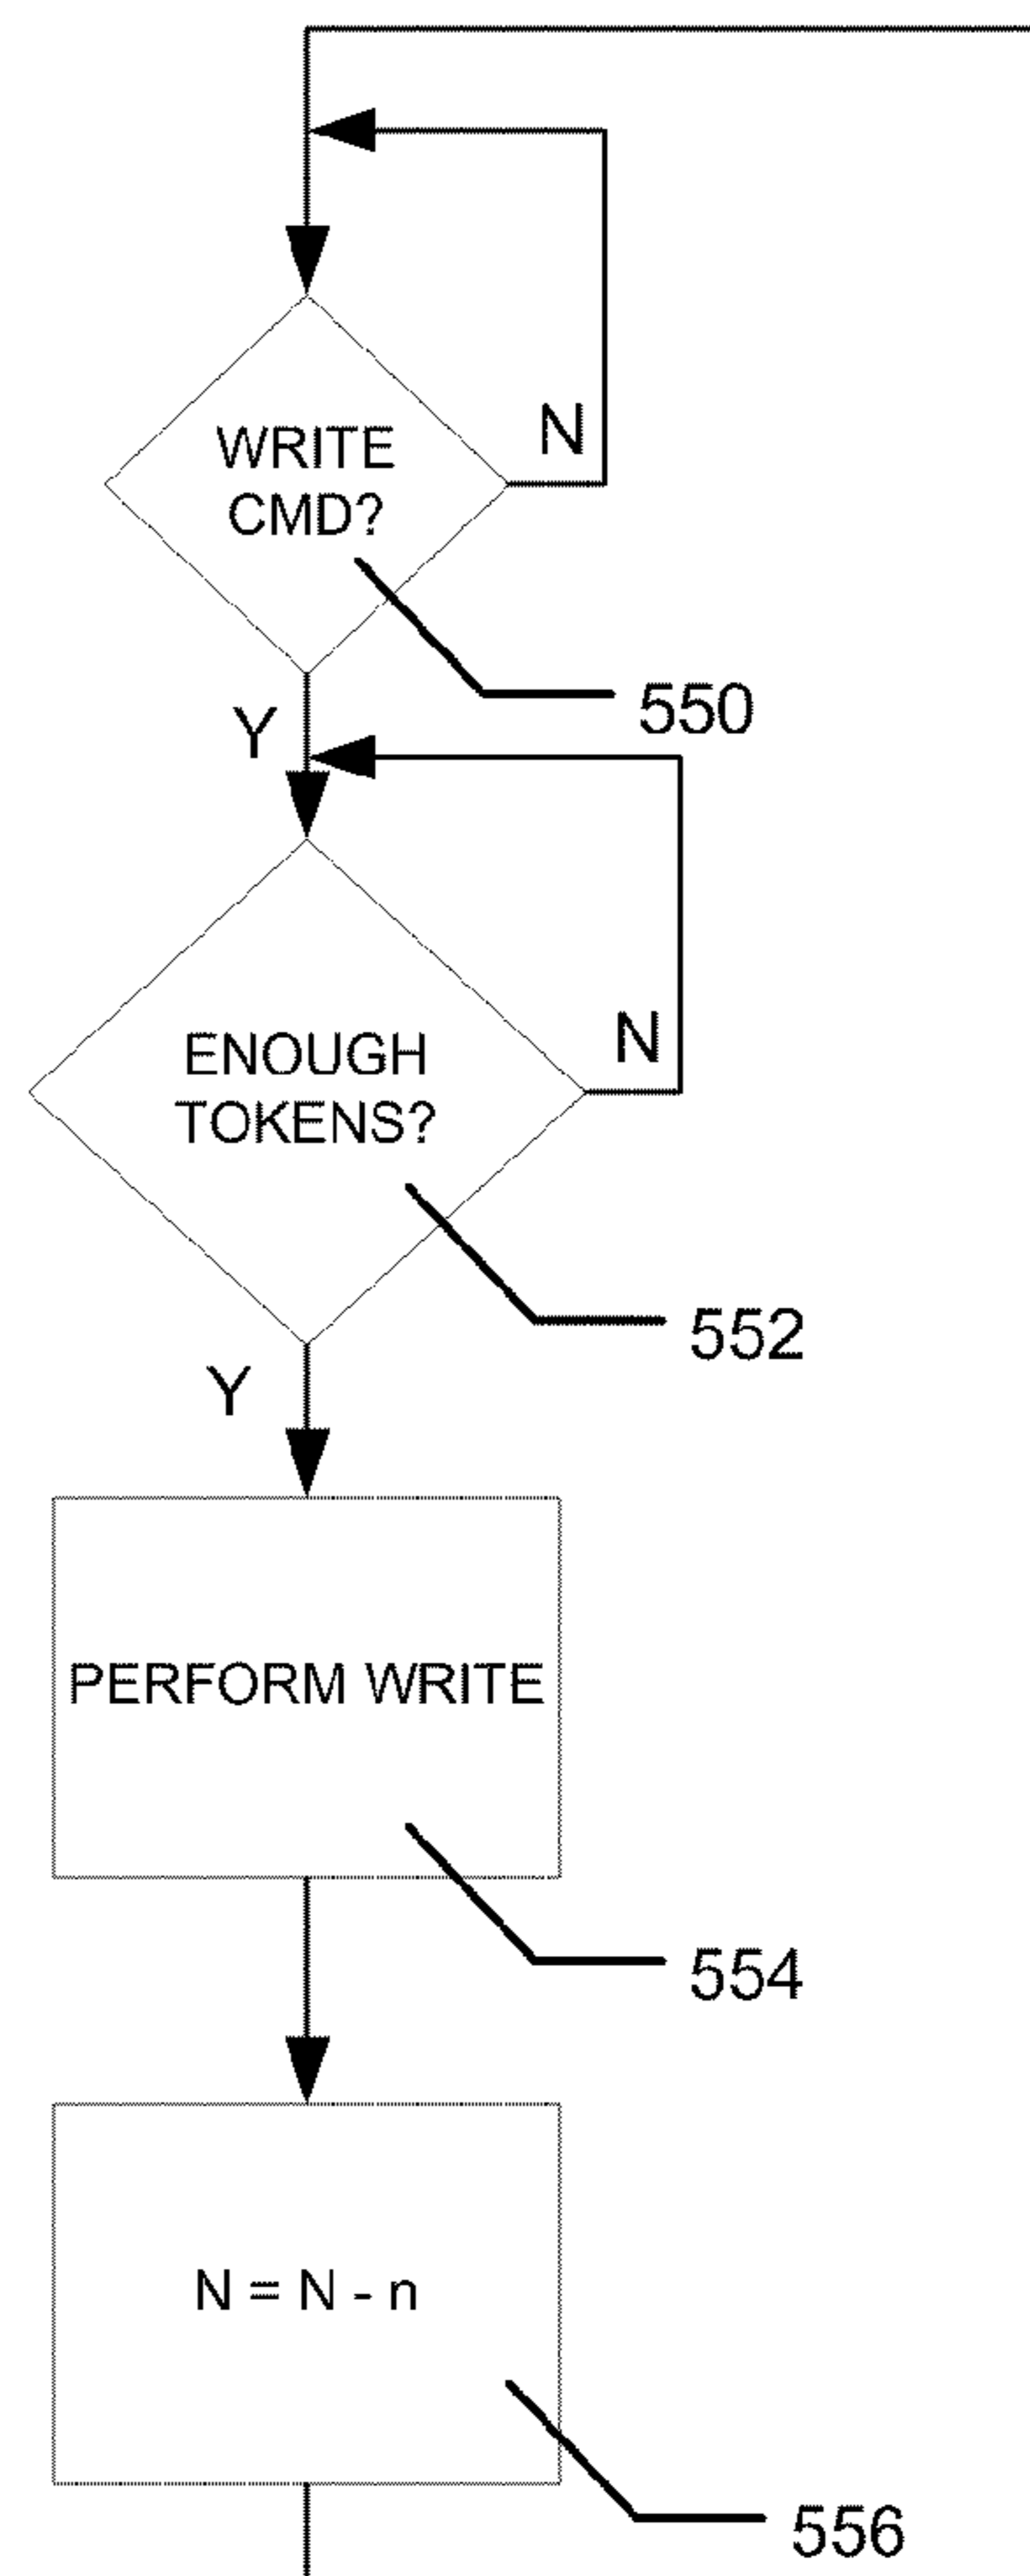 WRITE
CMD?
N
550
Y
ENOUGH
TOKENS?
N
552
Y
PERFORM WRITE
554
N = N - n
556